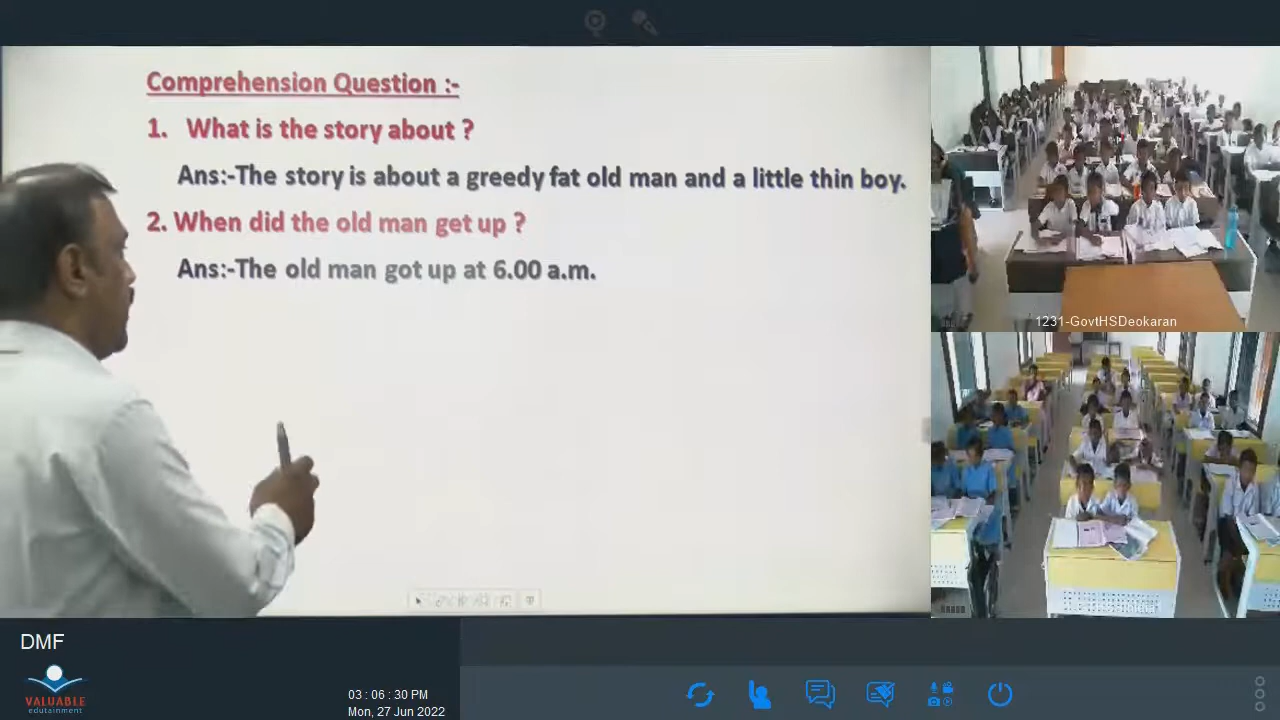 Comprehension Question :-
1. What is the story about ?
Ans:-The story is about a greedy fat old man and a little thin boy.
2. When did the old man get up ?
Ans:-The old man got up at 6.00 a.m.
1231-GovtHSDeokaran
DMF
VALUABLE
edutainment
03 : 06 : 30 PM
Mon, 27 Jun 2022